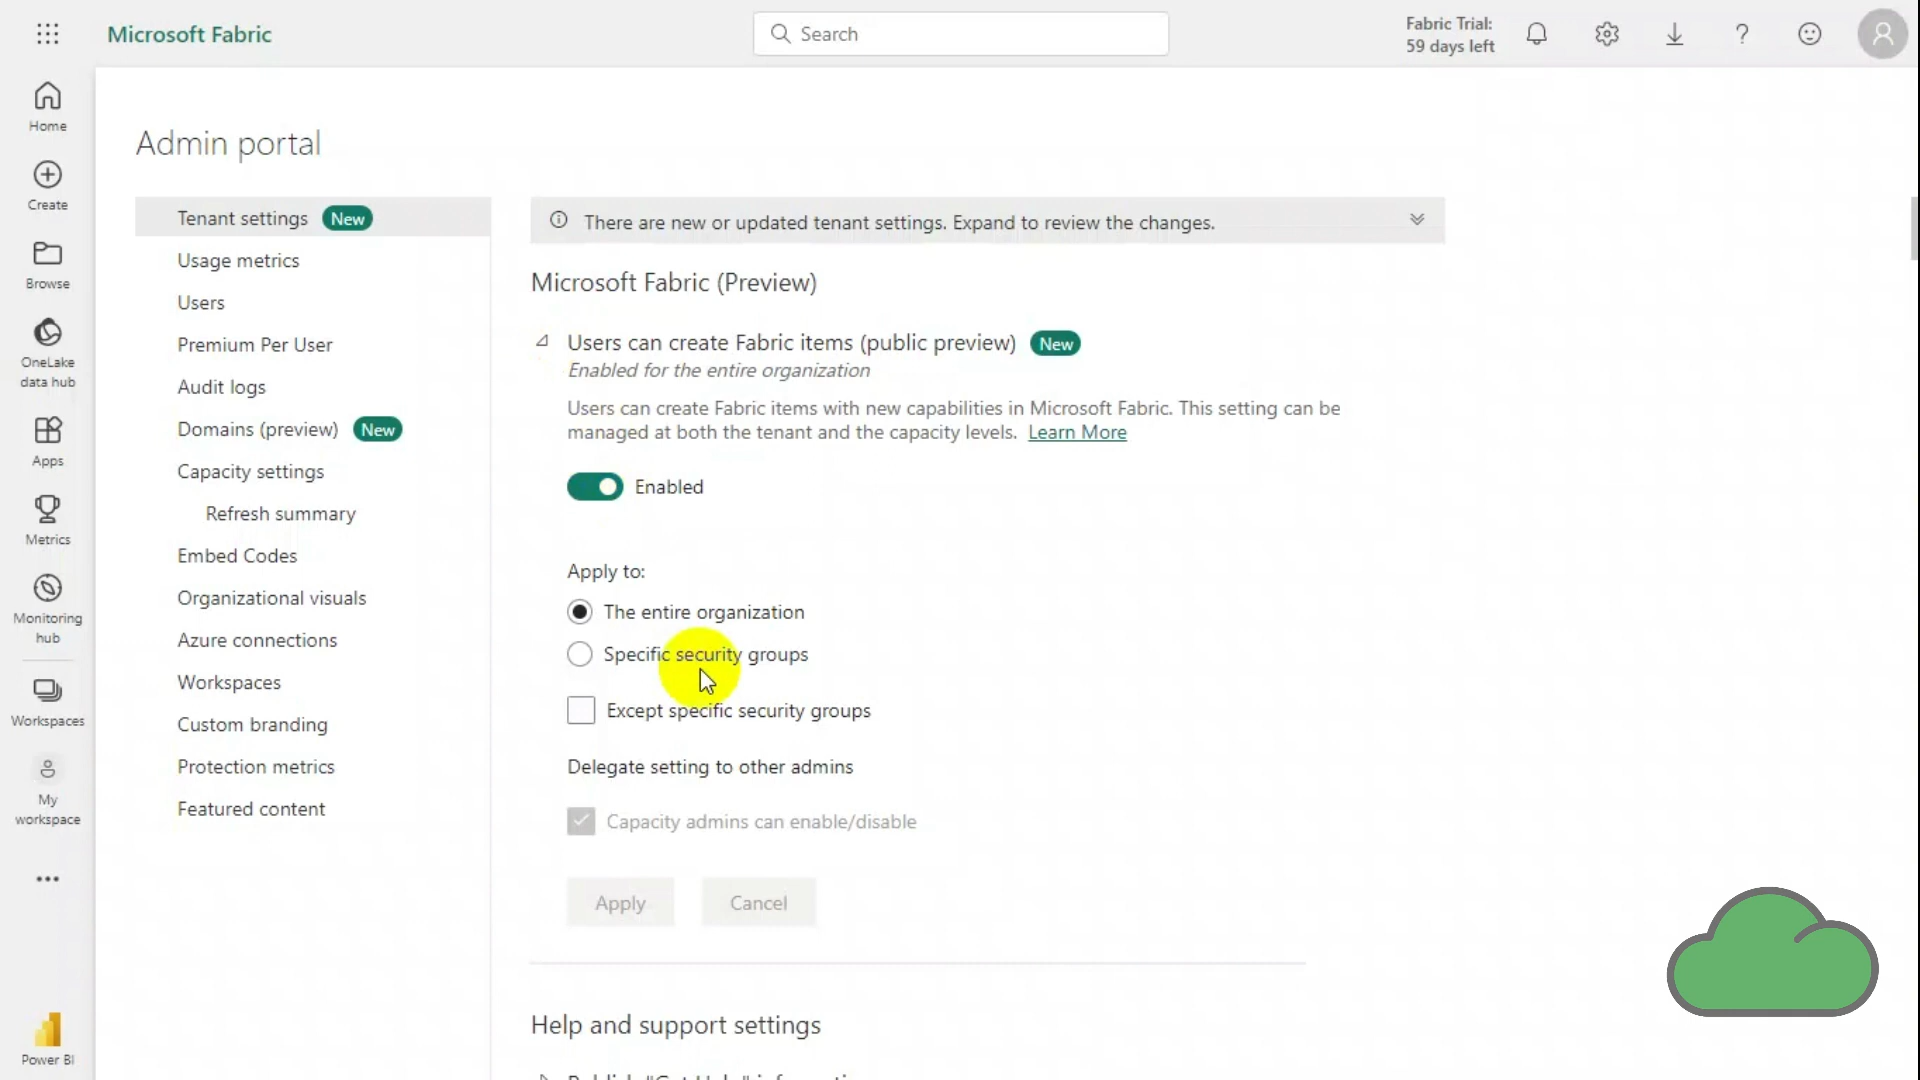 Microsoft Fabric
Search
Fabric Trial:
59 days left
Home
Create
Browse
OneLake
data hub
Apps
Metrics
Monitoring
hub
Workspaces
My
workspace
Power BI
Admin portal
Tenant settings New
Usage metrics
Users
Premium Per User
Audit logs
Domains (preview) New
Capacity settings
Refresh summary
Embed Codes
Organizational visuals
Azure connections
Workspaces
Custom branding
Protection metrics
Featured content
There are new or updated tenant settings. Expand to review the changes.
Microsoft Fabric (Preview)
Users can create Fabric items (public preview) New
Enabled for the entire organization
Users can create Fabric items with new capabilities in Microsoft Fabric. This setting can be
managed at both the tenant and the capacity levels. Learn More
Enabled
Apply to:
The entire organization
Specific security groups
Except specific security groups
Delegate setting to other admins
Capacity admins can enable/disable
Apply Cancel
Help and support settings